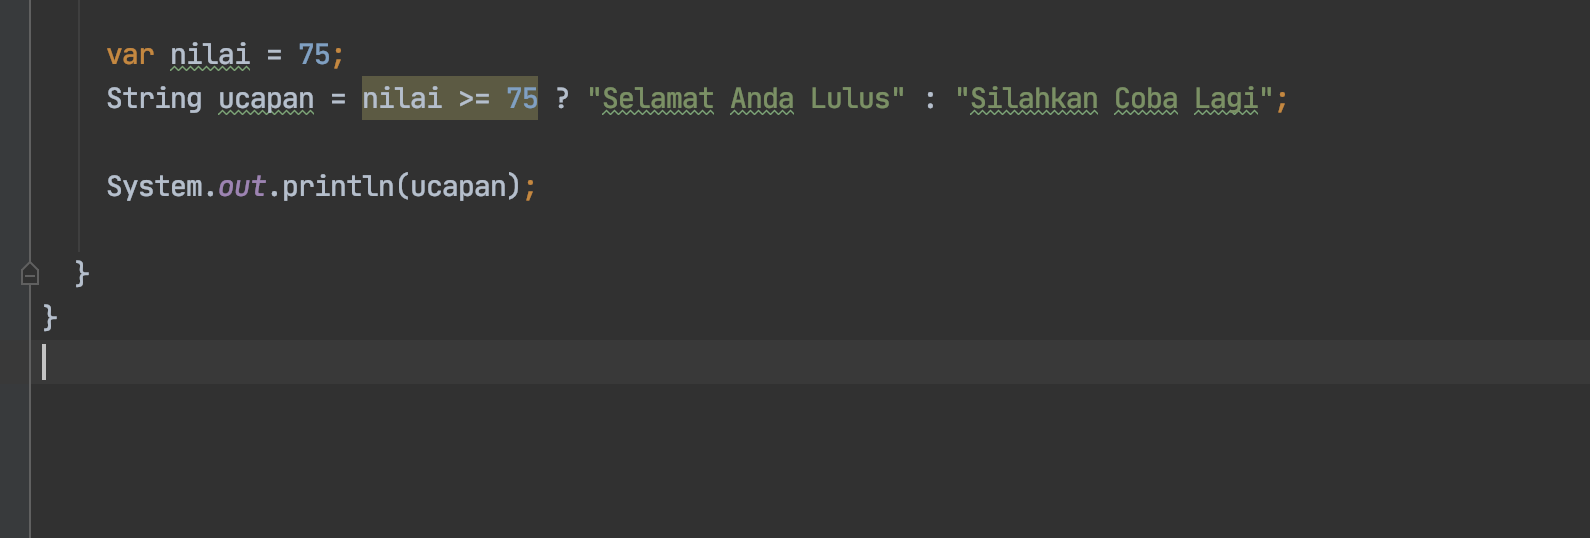 var nilai = 75;
String ucapan = nilai >= 75 ? "Selamat Anda Lulus" : "Silahkan Coba Lagi";
System.out.println(ucapan);
}
}